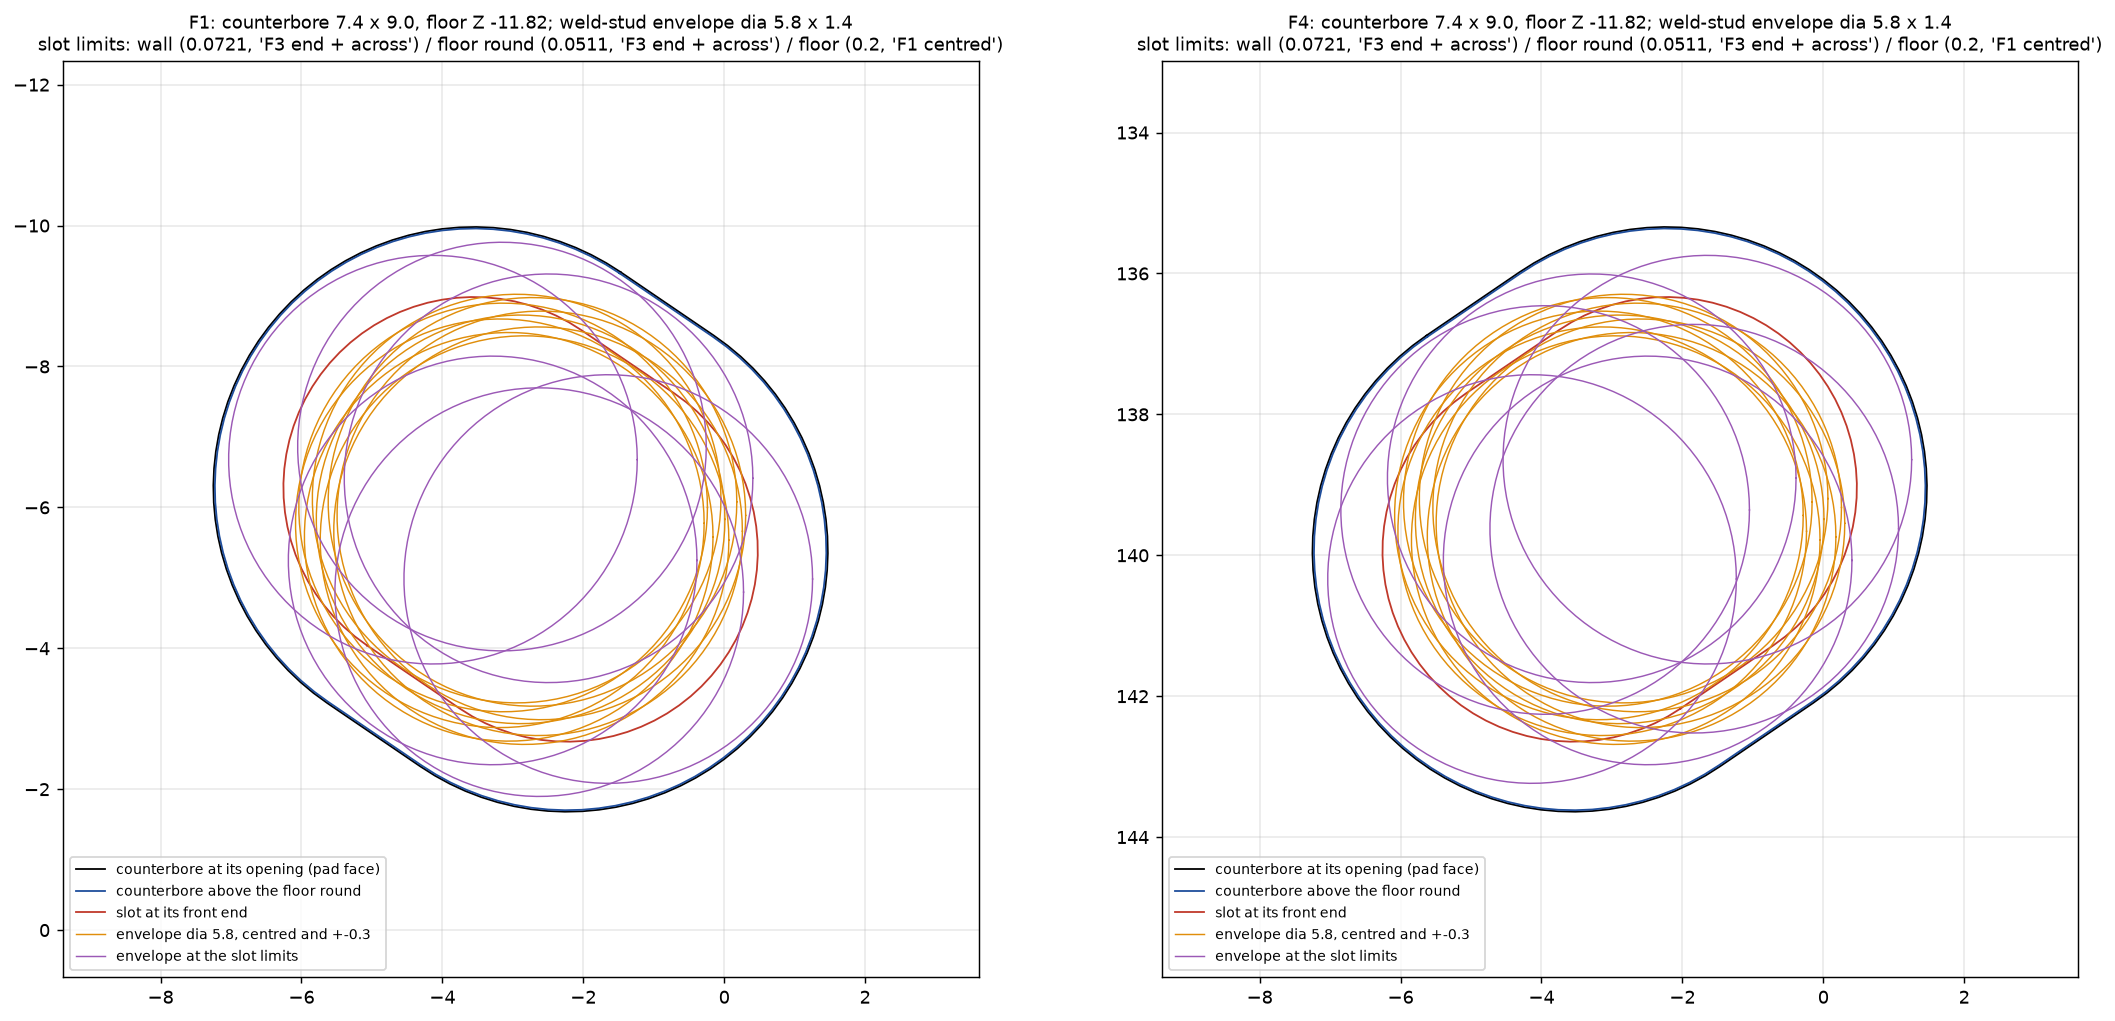 F1: counterbore 7.4 x 9.0, floor Z -11.82; weld-stud envelope dia 5.8 x 1.4
slot limits: wall (0.0721, 'F3 end + across') / floor round (0.0511, 'F3 end + across') / floor (0.2, 'F1 centred')
−12
−10
−8
−6
−4
−2
0
−8
−6
−4
−2
0
2
counterbore at its opening (pad face)
counterbore above the floor round
slot at its front end
envelope dia 5.8, centred and +-0.3
envelope at the slot limits
F4: counterbore 7.4 x 9.0, floor Z -11.82; weld-stud envelope dia 5.8 x 1.4
slot limits: wall (0.0721, 'F3 end + across') / floor round (0.0511, 'F3 end + across') / floor (0.2, 'F1 centred')
134
136
138
140
142
144
−8
−6
−4
−2
0
2
counterbore at its opening (pad face)
counterbore above the floor round
slot at its front end
envelope dia 5.8, centred and +-0.3
envelope at the slot limits